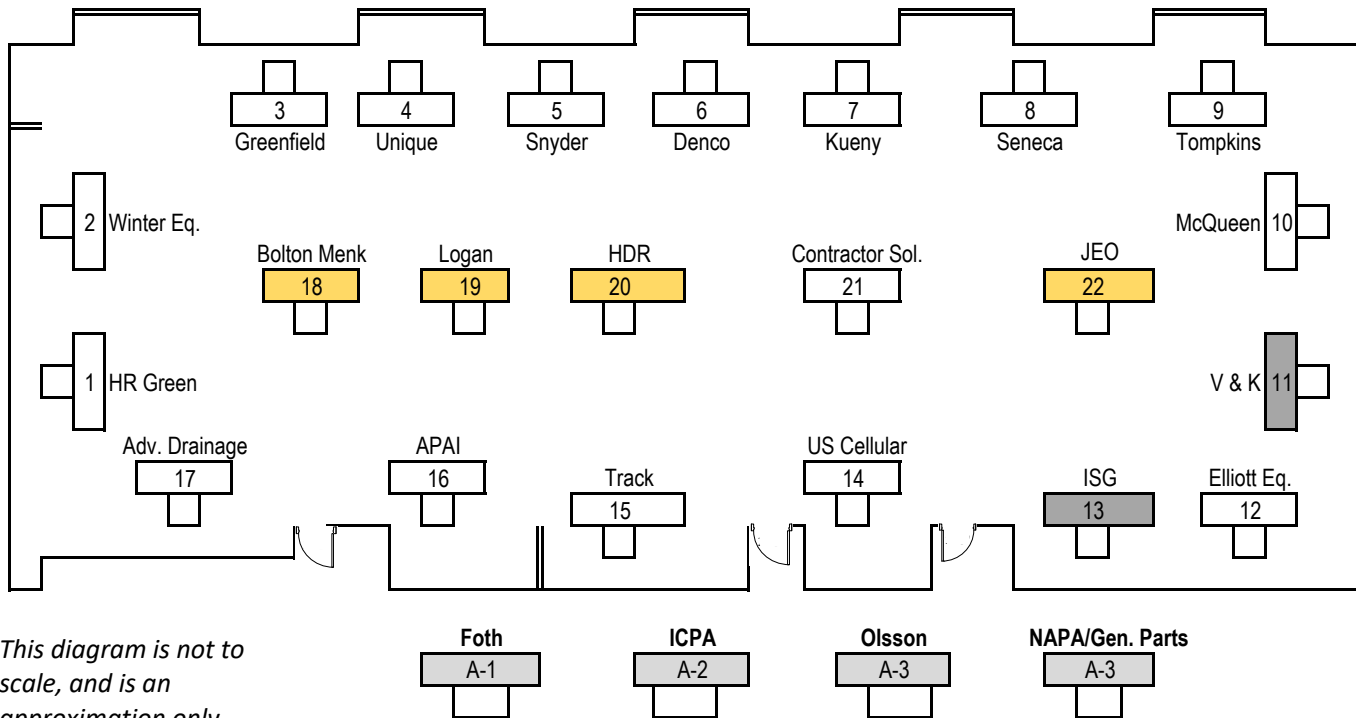 3
4
5
6
7
8
9
Greenfield
Unique
Snyder
Denco
Kueny
Seneca
Tompkins
2 Winter Eq.
McQueen 10
Bolton Menk
Logan
HDR
Contractor Sol.
JEO
18
19
20
21
22
1 HR Green
V & K 11
Adv. Drainage
APAI
Track
US Cellular
ISG
Elliott Eq.
17
16
15
14
13
12
This diagram is not to
scale, and is an
approximation only
Foth
ICPA
Olsson
NAPA/Gen. Parts
A-1
A-2
A-3
A-3